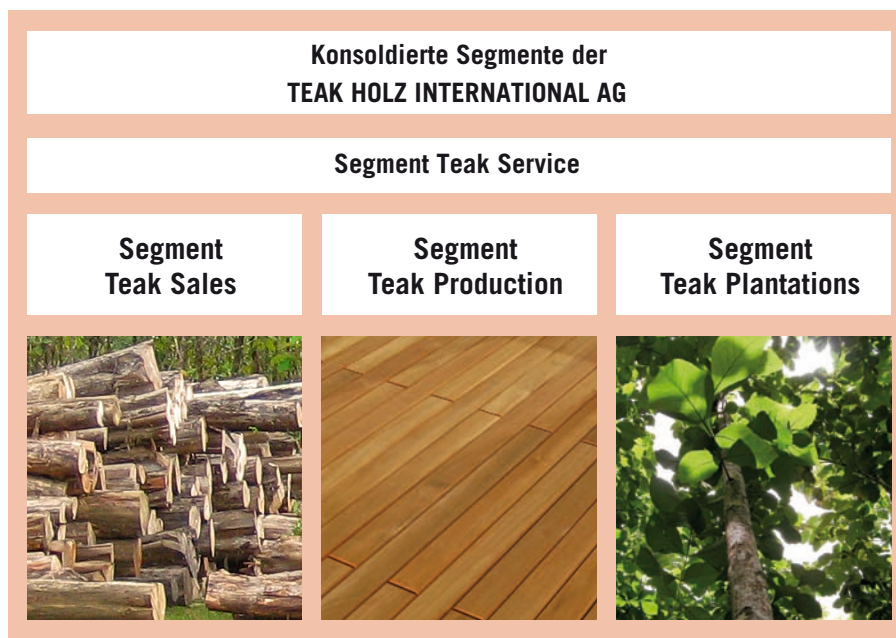 Konsoldierte Segmente der
TEAK HOLZ INTERNATIONAL AG
Segment Teak Service
Segment
Teak Sales
Segment
Teak Production
Segment
Teak Plantations